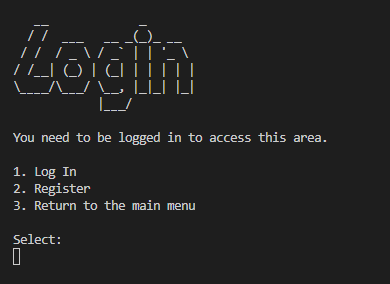 Login
You need to be logged in to access this area.
1. Log In
2. Register
3. Return to the main menu
Select: